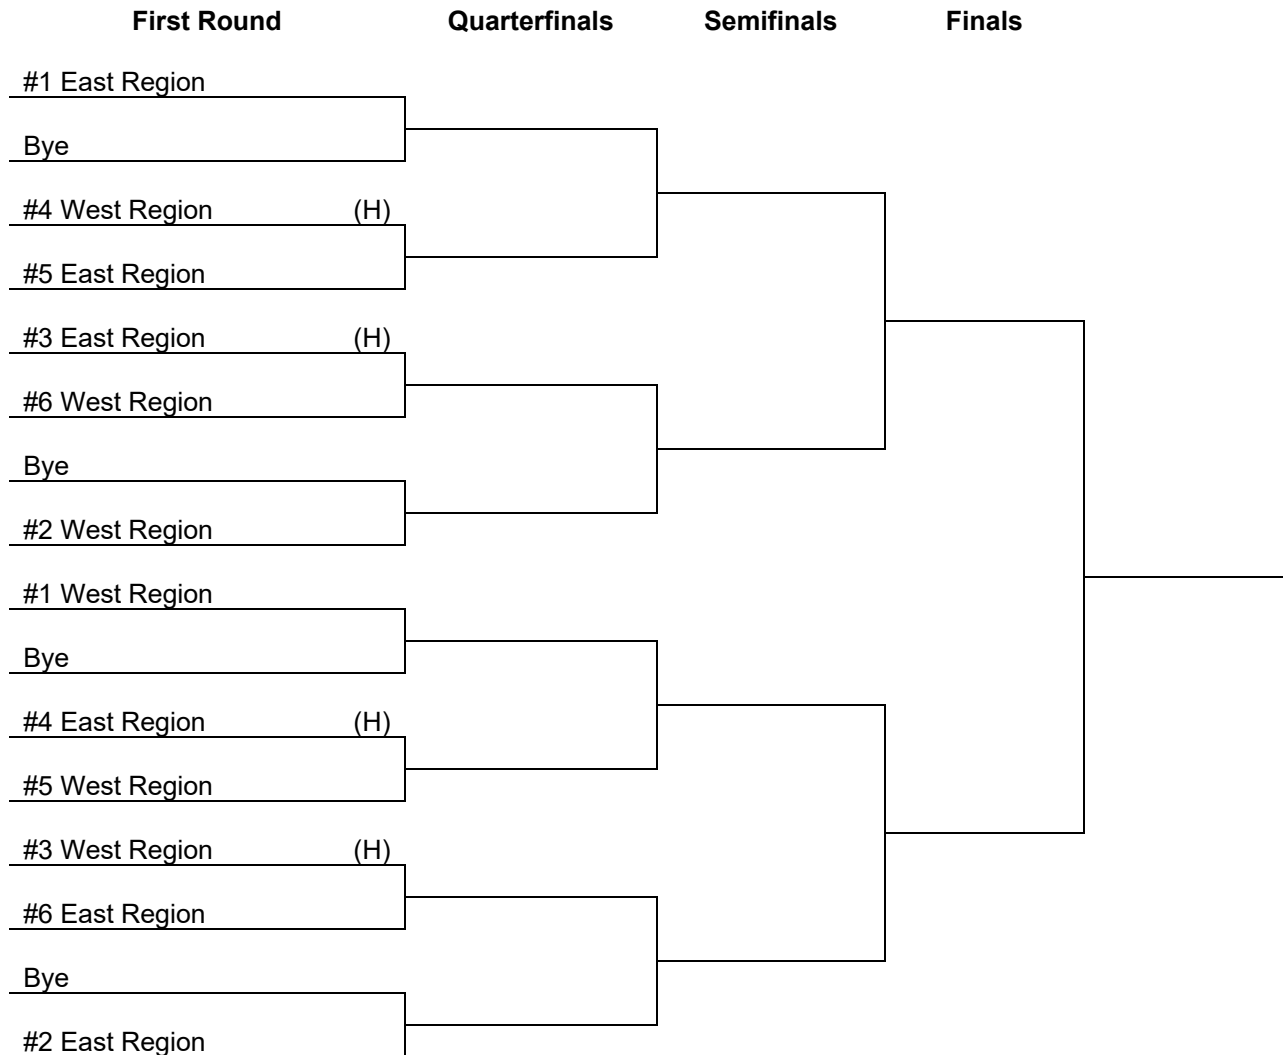 First Round Quarterfinals Semifinals Finals
#1 East Region
Bye
#4 West Region (H)
#5 East Region
#3 East Region (H)
#6 West Region
Bye
#2 West Region
#1 West Region
Bye
#4 East Region (H)
#5 West Region
#3 West Region (H)
#6 East Region
Bye
#2 East Region